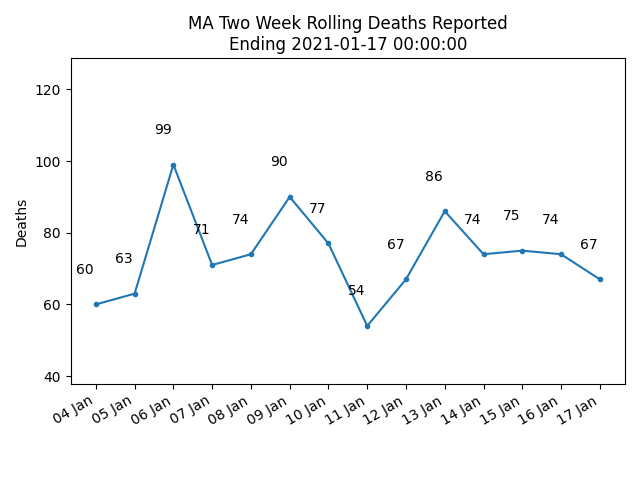 MA Two Week Rolling Deaths Reported
Ending 2021-01-17 00:00:00
Deaths
120
100
80
60
40
60
63
99
71
74
90
77
54
67
86
74
75
74
67
04 Jan
05 Jan
06 Jan
07 Jan
08 Jan
09 Jan
10 Jan
11 Jan
12 Jan
13 Jan
14 Jan
15 Jan
16 Jan
17 Jan